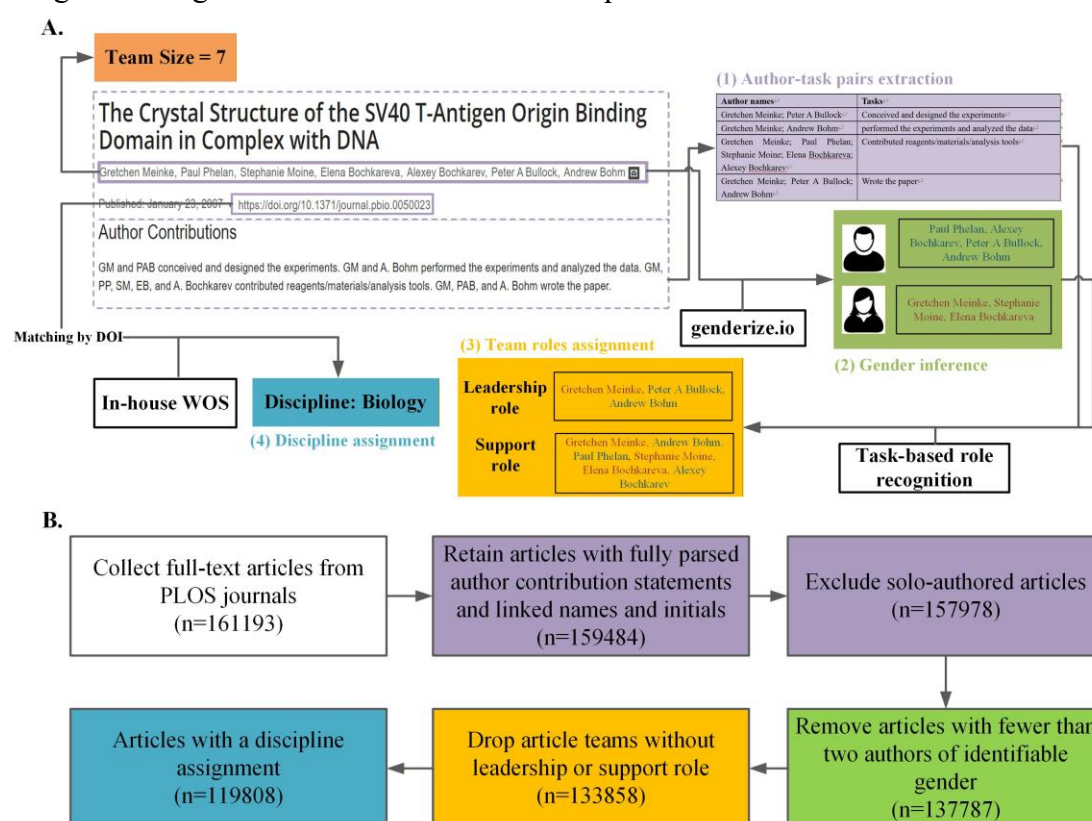 A.
Team Size = 7
The Crystal Structure of the SV40 T-Antigen Origin Binding
Domain in Complex with DNA
Gretchen Meinke, Paul Phelan, Stephanie Moine, Elena Bochkareva, Alexey Bochkarev, Peter A Bullock, Andrew Bohm
Published: January 23, 2007
https://doi.org/10.1371/journal.pbio.0050023
Author Contributions
GM and PAB conceived and designed the experiments. GM and A. Bohm performed the experiments and analyzed the data. GM,
PP, SM, EB, and A. Bochkarev contributed reagents/materials/analysis tools. GM, PAB, and A. Bohm wrote the paper.
(1) Author-task pairs extraction
Author names Tasks
Gretchen Meinke; Peter A Bullock Conceived and designed the experiments
Gretchen Meinke; Andrew Bohm performed the experiments and analyzed the data
Gretchen Meinke; Paul Phelan; Contributed reagents/materials/analysis tools
Stephanie Moine; Elena Bochkareva;
Alexey Bochkarev
Gretchen Meinke; Peter A Bullock; Wrote the paper
Andrew Bohm
Paul Phelan, Alexey
Bochkarev, Peter A Bullock,
Andrew Bohm
Gretchen Meinke, Stephanie
Moine, Elena Bochkareva
(2) Gender inference
genderize.io
Matching by DOI
In-house WOS
Discipline: Biology
(4) Discipline assignment
(3) Team roles assignment
Leadership
role
Gretchen Meinke, Peter A Bullock,
Andrew Bohm
Support
role
Gretchen Meinke, Andrew Bohm
Paul Phelan, Stephanie Moine,
Elena Bochkareva, Alexey
Bochkarev
Task-based role
recognition
B.
Collect full-text articles from
PLOS journals
(n=161193)
Retain articles with fully parsed
author contribution statements
and linked names and initials
(n=159484)
Exclude solo-authored articles
(n=157978)
Remove articles with fewer than
two authors of identifiable
gender
(n=137787)
Drop article teams without
leadership or support role
(n=133858)
Articles with a discipline
assignment
(n=119808)